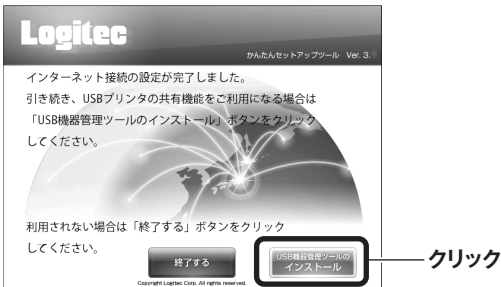 Logitec
かんたんセットアップツール Ver. 3.
インターネット接続の設定が完了しました。
引き続き、USBプリンタの共有機能をご利用になる場合は
「USB機器管理ツールのインストール」ボタンをクリック
してください。
利用されない場合は「終了する」ボタンをクリック
してください。
終了する
USB機器管理ツールの
インストール
クリック
Copyright Logitec Corp. All rights reserved.